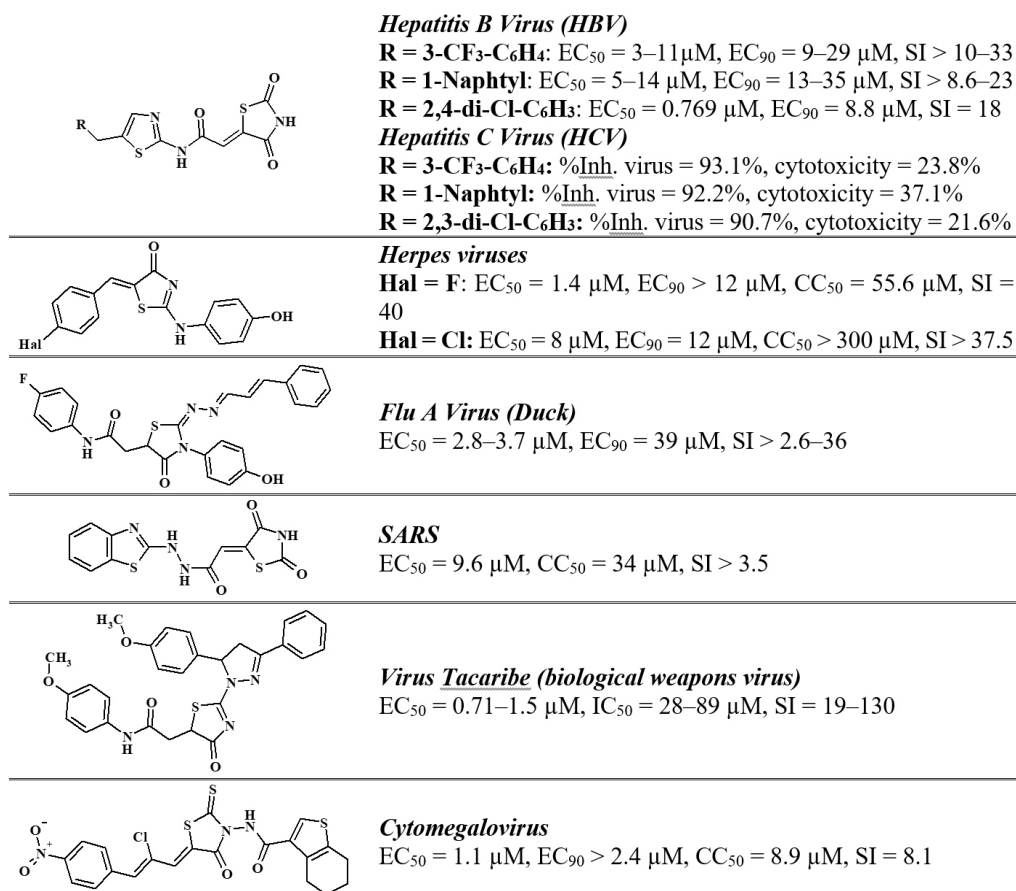 O
N O S
R NH
S N
H O
Hepatitis B Virus (HBV)
R = 3-CF₃-C₆H₄: EC₅₀ = 3–11µM, EC₉₀ = 9–29 µM, SI > 10–33
R = 1-Naphtyl: EC₅₀ = 5–14 µM, EC₉₀ = 13–35 µM, SI > 8.6–23
R = 2,4-di-Cl-C₆H₃: EC₅₀ = 0.769 µM, EC₉₀ = 8.8 µM, SI = 18
Hepatitis C Virus (HCV)
R = 3-CF₃-C₆H₄: %Inh. virus = 93.1%, cytotoxicity = 23.8%
R = 1-Naphtyl: %Inh. virus = 92.2%, cytotoxicity = 37.1%
R = 2,3-di-Cl-C₆H₃: %Inh. virus = 90.7%, cytotoxicity = 21.6%
O
N
S
OH
Hal N
H
Herpes viruses
Hal = F: EC₅₀ = 1.4 µM, EC₉₀ > 12 µM, CC₅₀ = 55.6 µM, SI =
40
Hal = Cl: EC₅₀ = 8 µM, EC₉₀ = 12 µM, CC₅₀ > 300 µM, SI > 37.5
F
N
O S N
N N
H
O OH
Flu A Virus (Duck)
EC₅₀ = 2.8–3.7 µM, EC₉₀ = 39 µM, SI > 2.6–36
O
N H NH
N
S N S O
H O
SARS
EC₅₀ = 9.6 µM, CC₅₀ = 34 µM, SI > 3.5
H₃C
O
CH₃
O
N N
O S
N N
H
O
Virus Tacaribe (biological weapons virus)
EC₅₀ = 0.71–1.5 µM, IC₅₀ = 28–89 µM, SI = 19–130
S
O⁻ S H S
Cl N N
N⁺
O O O
Cytomegalovirus
EC₅₀ = 1.1 µM, EC₉₀ > 2.4 µM, CC₅₀ = 8.9 µM, SI = 8.1